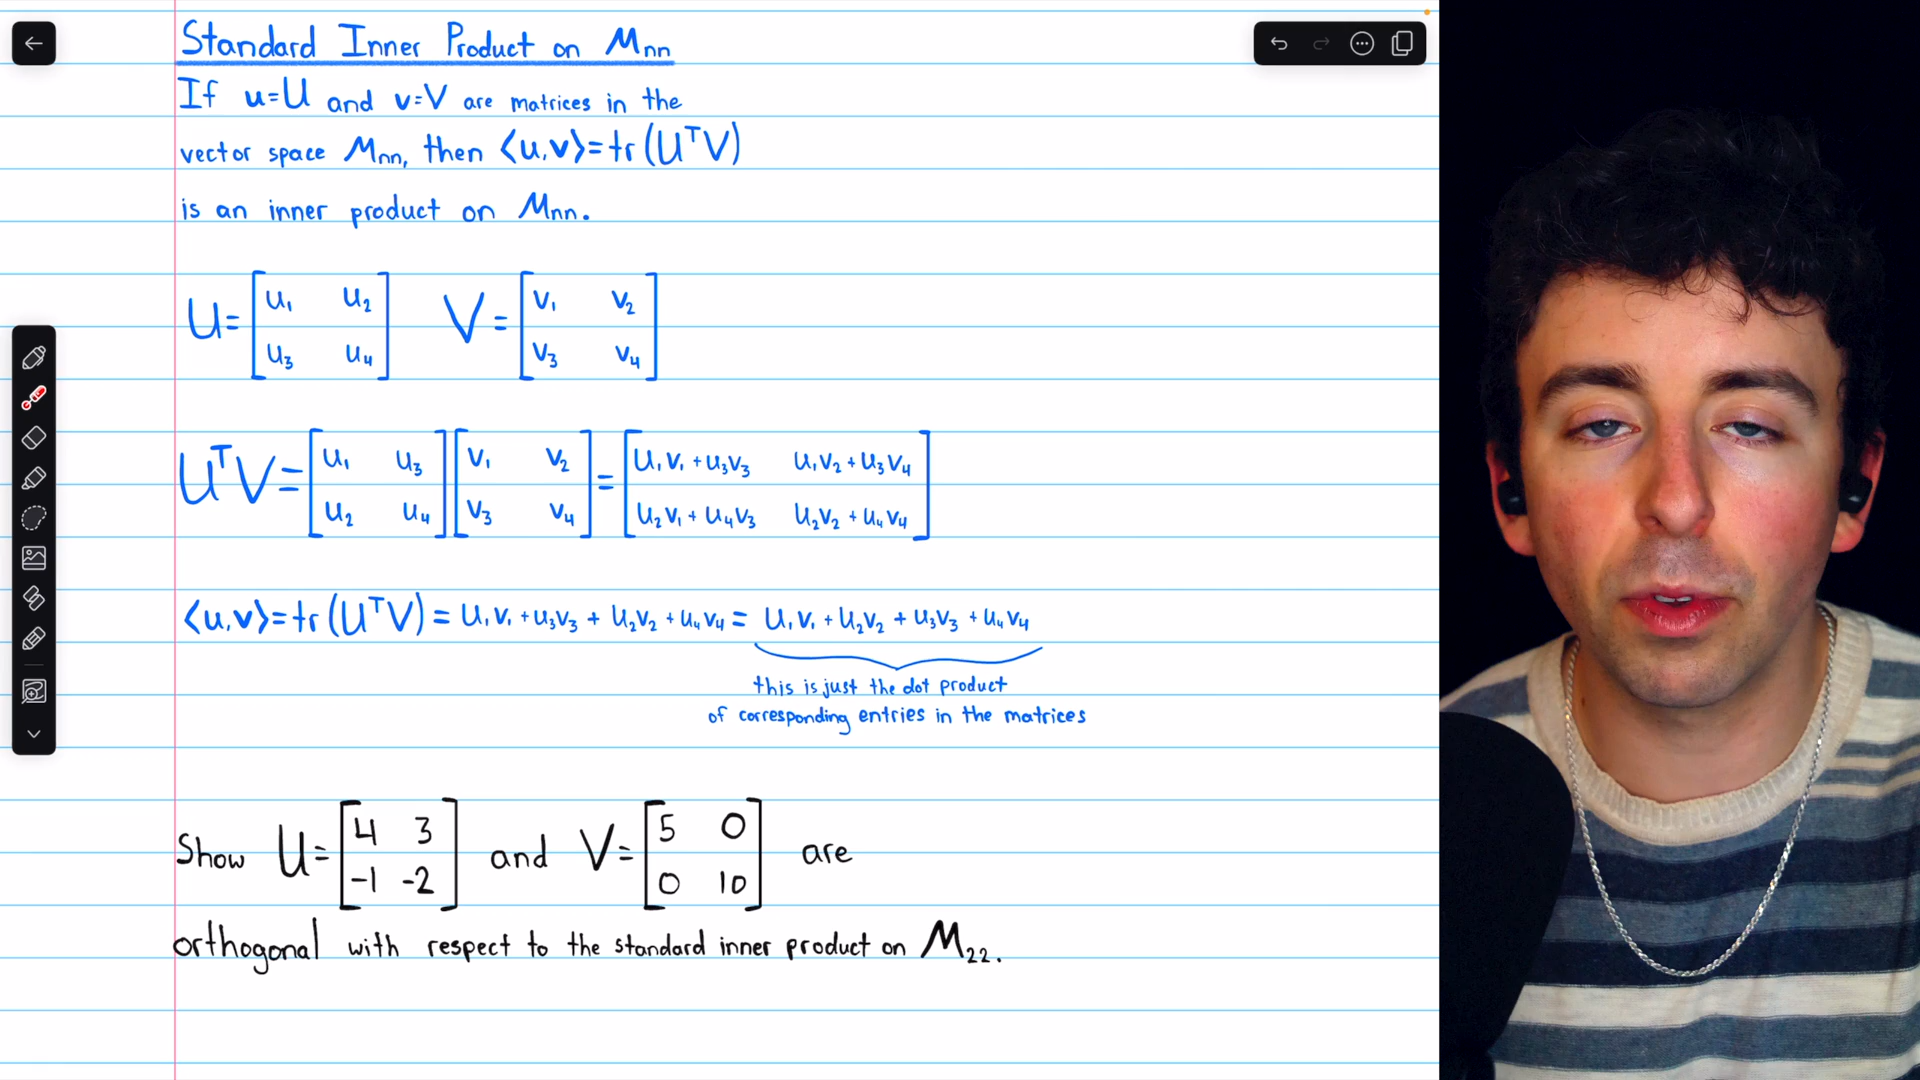 Standard Inner Product on Mnn
If u=U and v=V are matrices in the
vector space Mnn, then ⟨u,v⟩=tr(UᵀV)
is an inner product on Mnn.
U=[u₁ u₂ V=[v₁ v₂
u₃ u₄] v₃ v₄]
UᵀV=[u₁ u₃][v₁ v₂]=[u₁v₁+u₃v₃ u₁v₂+u₃v₄]
[u₂ u₄][v₃ v₄] [u₂v₁+u₄v₃ u₂v₂+u₄v₄]
⟨u,v⟩=tr(UᵀV)=u₁v₁+u₃v₃+u₂v₂+u₄v₄=u₁v₁+u₂v₂+u₃v₃+u₄v₄
this is just the dot product
of corresponding entries in the matrices
Show U=[4 3 and V=[5 0 are
-1 -2] 0 10]
orthogonal with respect to the standard inner product on M₂₂.